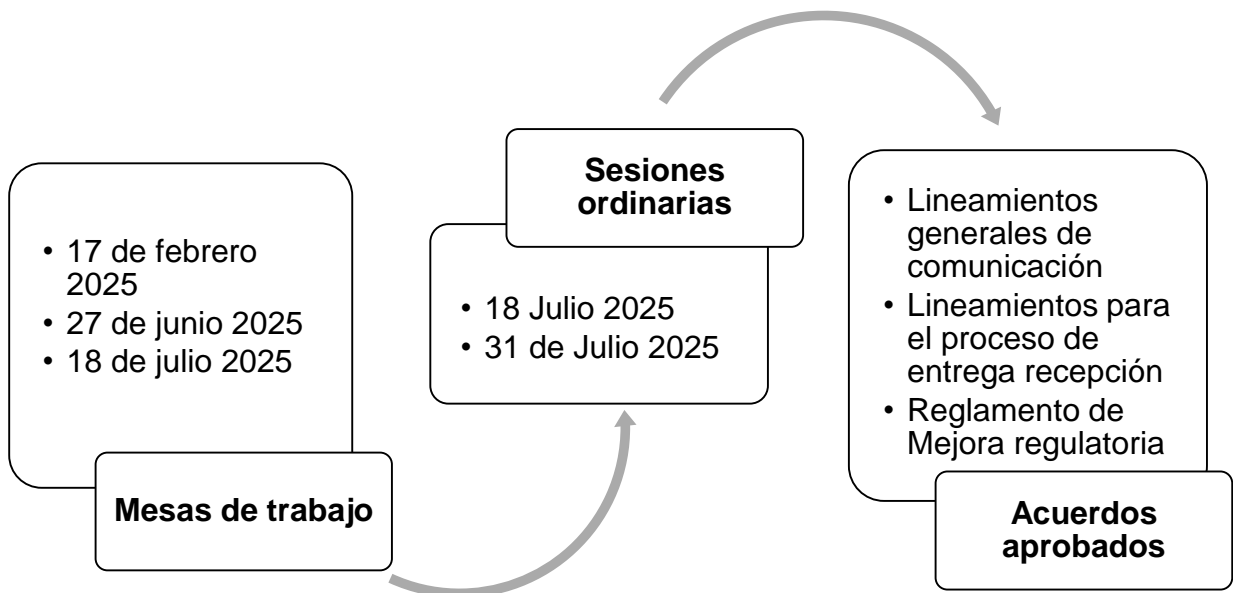 • 17 de febrero
2025
• 27 de junio 2025
• 18 de julio 2025
Mesas de trabajo
Sesiones
ordinarias
• 18 Julio 2025
• 31 de Julio 2025
• Lineamientos
generales de
comunicación
• Lineamientos para
el proceso de
entrega recepción
• Reglamento de
Mejora regulatoria
Acuerdos
aprobados